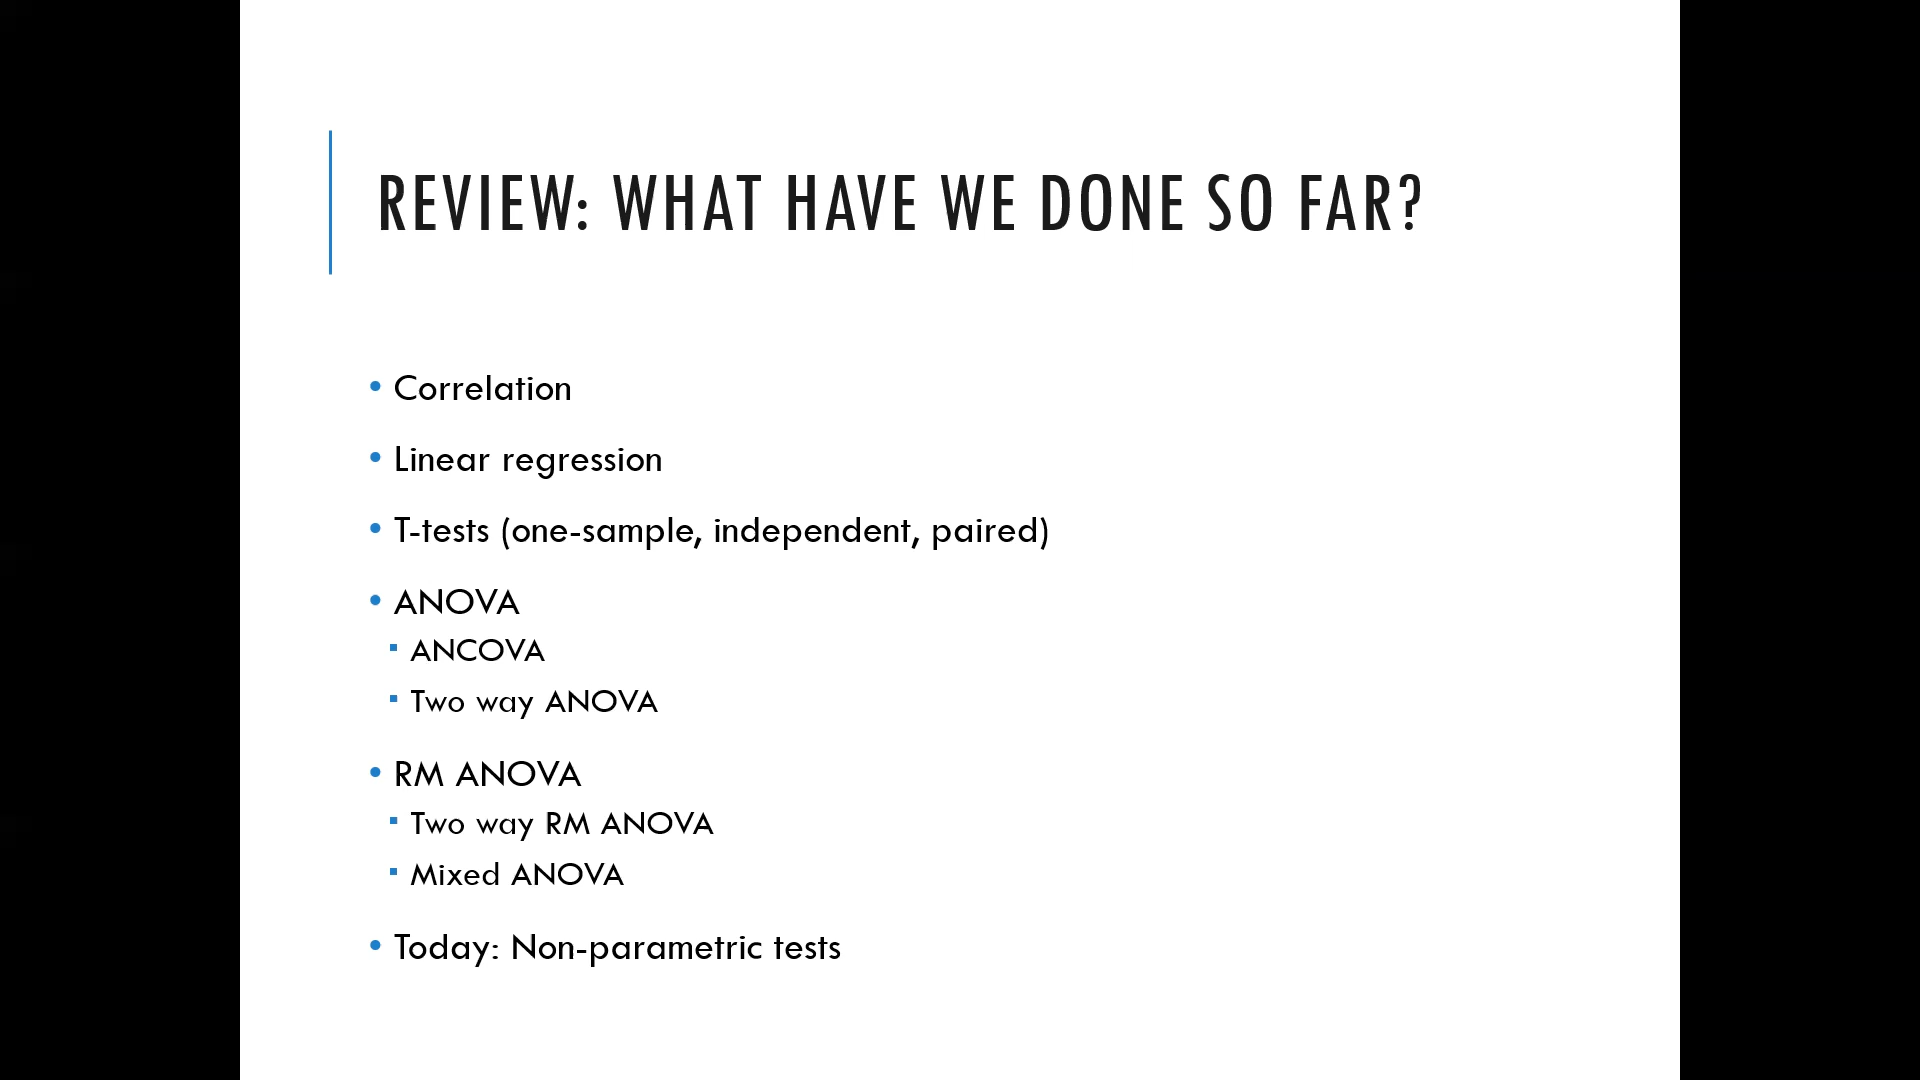 REVIEW: WHAT HAVE WE DONE SO FAR?
• Correlation
• Linear regression
• T-tests (one-sample, independent, paired)
• ANOVA
▪ ANCOVA
▪ Two way ANOVA
• RM ANOVA
▪ Two way RM ANOVA
▪ Mixed ANOVA
• Today: Non-parametric tests